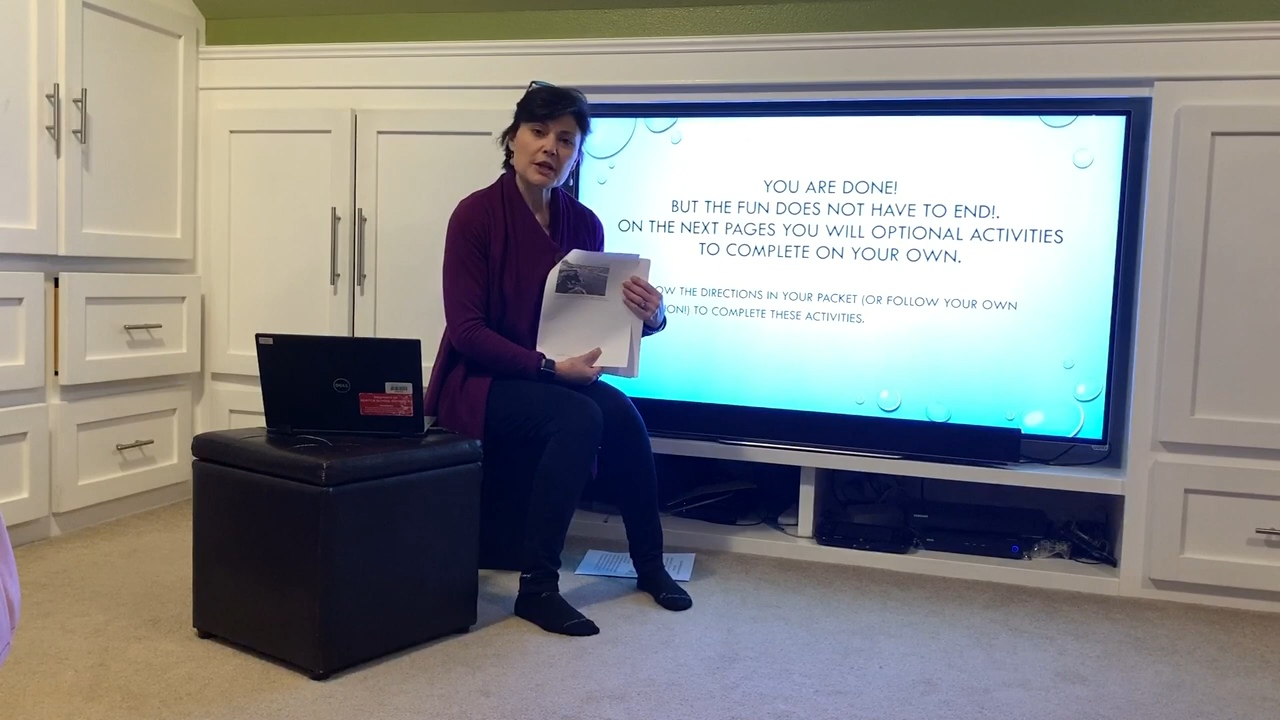 YOU ARE DONE!
BUT THE FUN DOES NOT HAVE TO END!.
ON THE NEXT PAGES YOU WILL OPTIONAL ACTIVITIES
TO COMPLETE ON YOUR OWN.
OW THE DIRECTIONS IN YOUR PACKET (OR FOLLOW YOUR OWN
ION!) TO COMPLETE THESE ACTIVITIES.
DELL